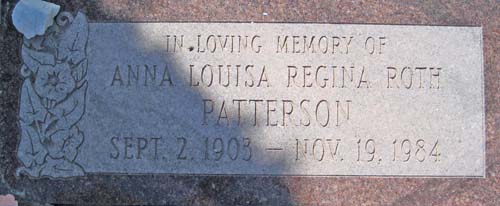 IN LOVING MEMORY OF
ANNA LOUISA REGINA ROTH
PATTERSON
SEPT. 2, 1903 – NOV. 19, 1984